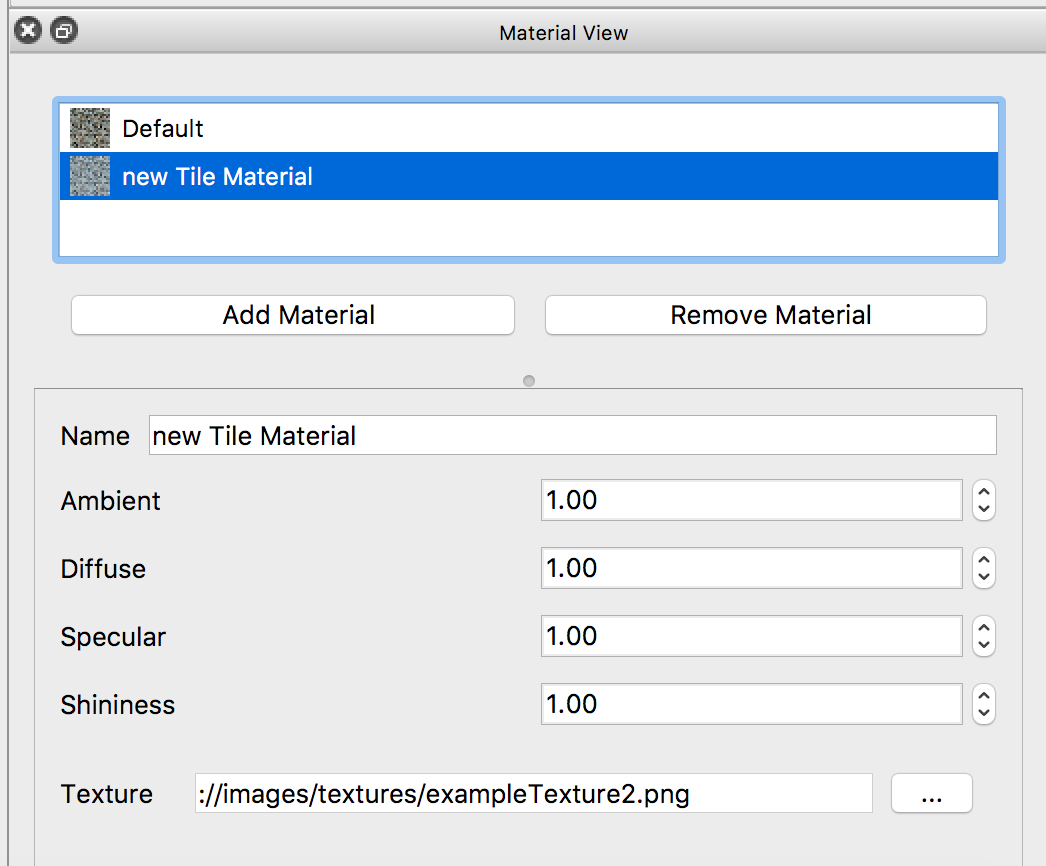 Material View
Default
new Tile Material
Add Material
Remove Material
Name new Tile Material
Ambient 1.00
Diffuse 1.00
Specular 1.00
Shininess 1.00
Texture ://images/textures/exampleTexture2.png ...